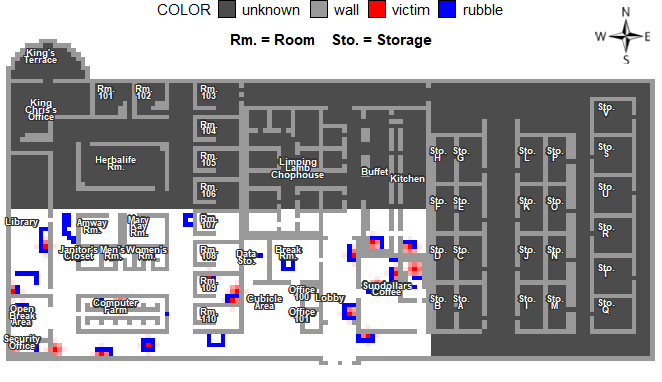 COLOR unknown wall victim rubble
Rm. = Room Sto. = Storage
N
W E
S
King's
Terrace
King
Chris's
Office
Rm.
101
Rm.
102
Rm.
103
Rm.
104
Rm.
105
Rm.
106
Rm.
107
Rm.
108
Rm.
109
Rm.
110
Herbalife
Rm.
Limping
Lamb
Chophouse
Buffet
Kitchen
Library
Amway
Rm.
Mary
Kay
Rm.
Janitor's
Closet
Men's
Rm.
Women's
Rm.
Data
Sto.
Break
Rm.
Computer
Farm
Cubicle
Area
Office
100
Office
101
Lobby
Sundollars
Coffee
Open
Break
Area
Security
Office
Sto.
H
Sto.
G
Sto.
F
Sto.
E
Sto.
D
Sto.
C
Sto.
B
Sto.
A
Sto.
L
Sto.
P
Sto.
K
Sto.
O
Sto.
J
Sto.
N
Sto.
I
Sto.
M
Sto.
V
Sto.
S
Sto.
U
Sto.
R
Sto.
T
Sto.
Q